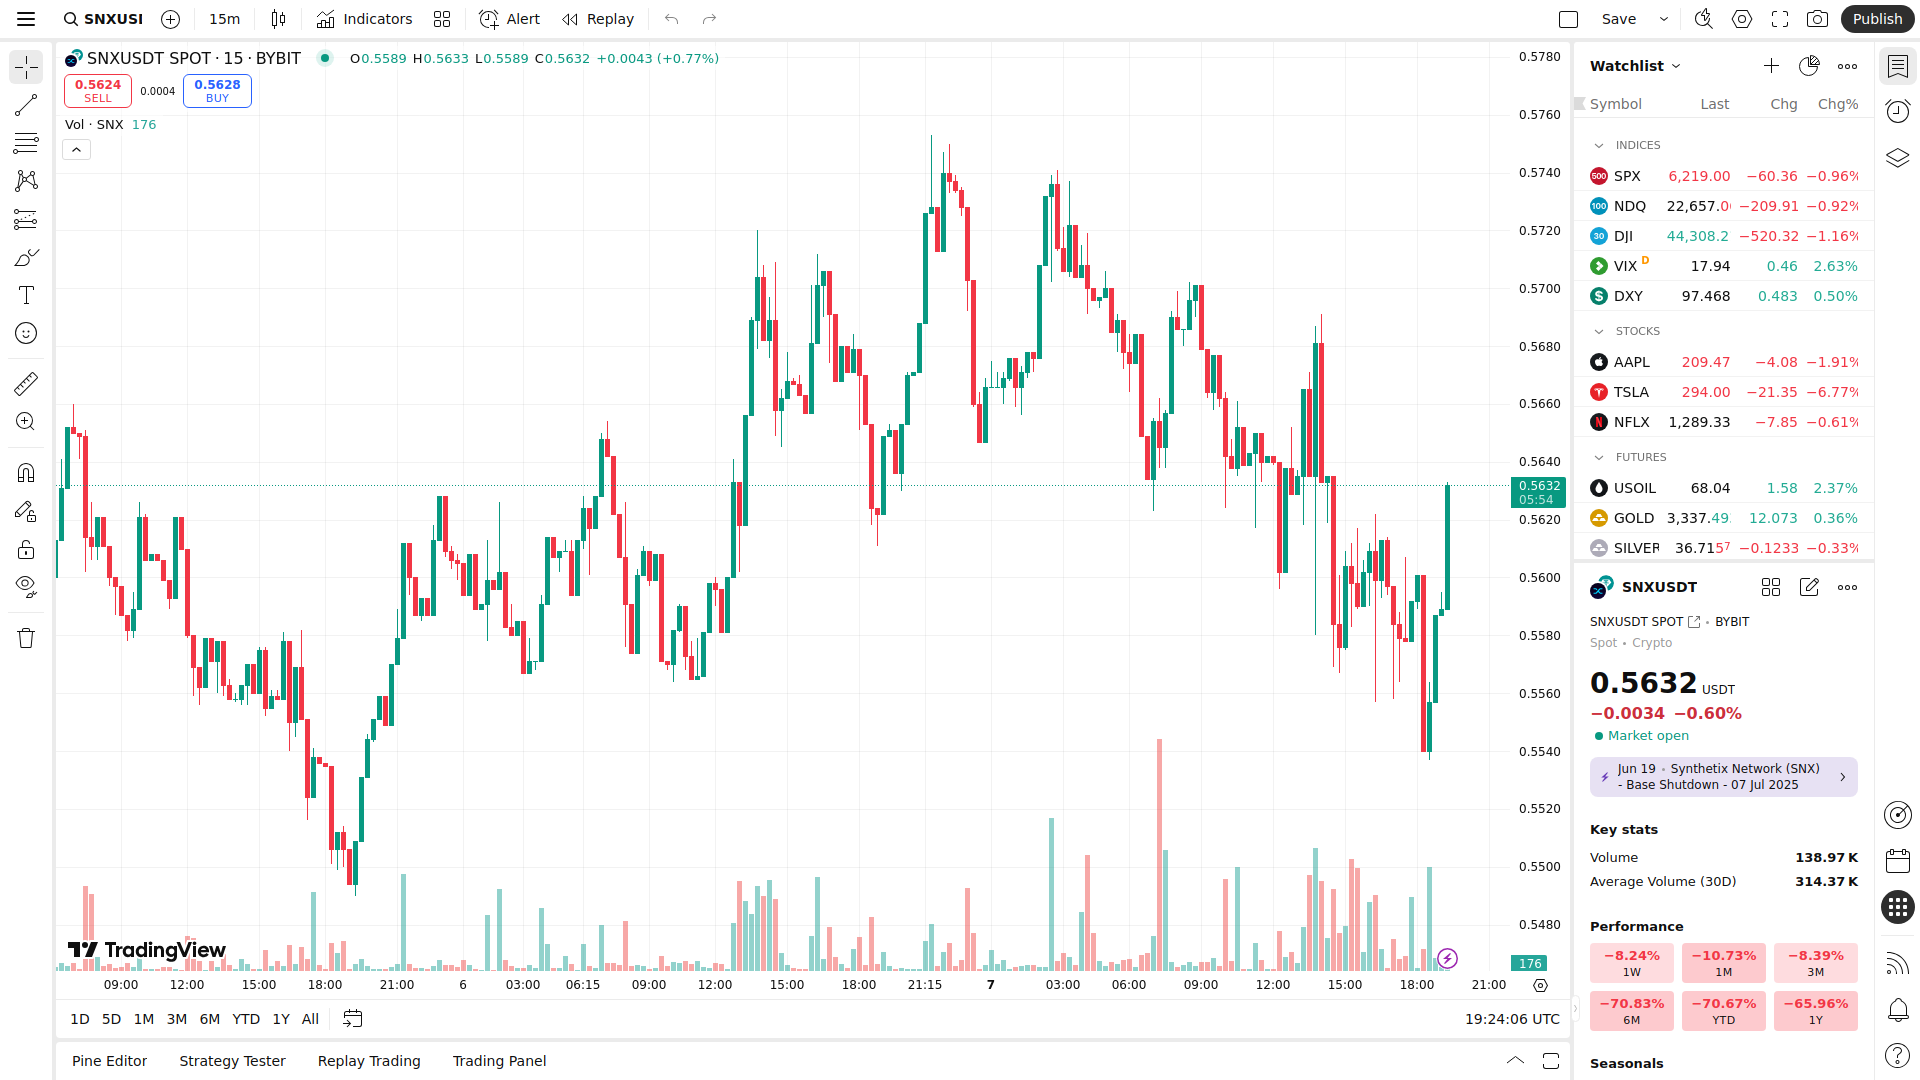 SNXUSI
15m
Indicators
Alert
Replay
Save
Publish
SNXUSDT SPOT · 15 · BYBIT
O0.5589 H0.5633 L0.5589 C0.5632 +0.0043 (+0.77%)
0.5624
SELL
0.0004
0.5628
BUY
Vol · SNX 176
0.5780
0.5760
0.5740
0.5720
0.5700
0.5680
0.5660
0.5640
0.5632
05:54
0.5620
0.5600
0.5580
0.5560
0.5540
0.5520
0.5500
0.5480
176
TradingView
09:00 12:00 15:00 18:00 21:00 6 03:00 06:15 09:00 12:00 15:00 18:00 21:15 7 03:00 06:00 09:00 12:00 15:00 18:00 21:00
1D 5D 1M 3M 6M YTD 1Y All
19:24:06 UTC
Pine Editor
Strategy Tester
Replay Trading
Trading Panel
Watchlist
Symbol Last Chg Chg%
INDICES
500 SPX 6,219.00 −60.36 −0.96%
100 NDQ 22,657.0 −209.91 −0.92%
30 DJI 44,308.2 −520.32 −1.16%
VIX D 17.94 0.46 2.63%
$ DXY 97.468 0.483 0.50%
STOCKS
AAPL 209.47 −4.08 −1.91%
TSLA 294.00 −21.35 −6.77%
NFLX 1,289.33 −7.85 −0.61%
FUTURES
USOIL 68.04 1.58 2.37%
GOLD 3,337.49 12.073 0.36%
SILVER 36.7157 −0.1233 −0.33%
SNXUSDT
SNXUSDT SPOT • BYBIT
Spot • Crypto
0.5632 USDT
−0.0034 −0.60%
Market open
Jun 19 • Synthetix Network (SNX)
- Base Shutdown - 07 Jul 2025
Key stats
Volume 138.97 K
Average Volume (30D) 314.37 K
Performance
−8.24%
1W
−10.73%
1M
−8.39%
3M
−70.83%
6M
−70.67%
YTD
−65.96%
1Y
Seasonals